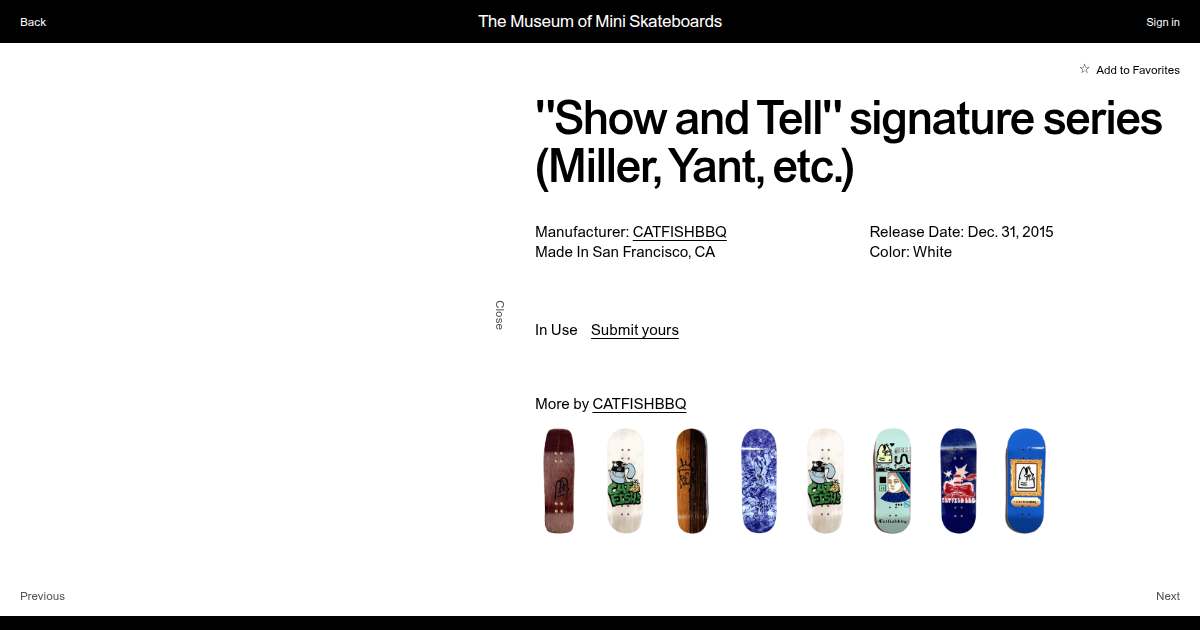 Back
The Museum of Mini Skateboards
Sign in
☆ Add to Favorites
"Show and Tell" signature series
(Miller, Yant, etc.)
Manufacturer: CATFISHBBQ
Made In San Francisco, CA
Release Date: Dec. 31, 2015
Color: White
Close
In Use Submit yours
More by CATFISHBBQ
Previous
Next